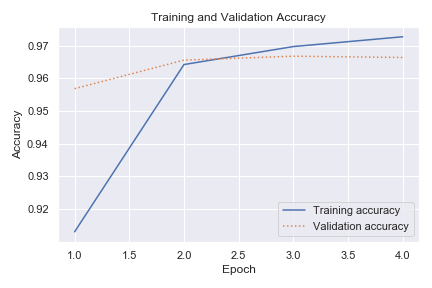 Training and Validation Accuracy
0.97
0.96
0.95
0.94
0.93
0.92
Accuracy
Training accuracy
Validation accuracy
1.0 1.5 2.0 2.5 3.0 3.5 4.0
Epoch